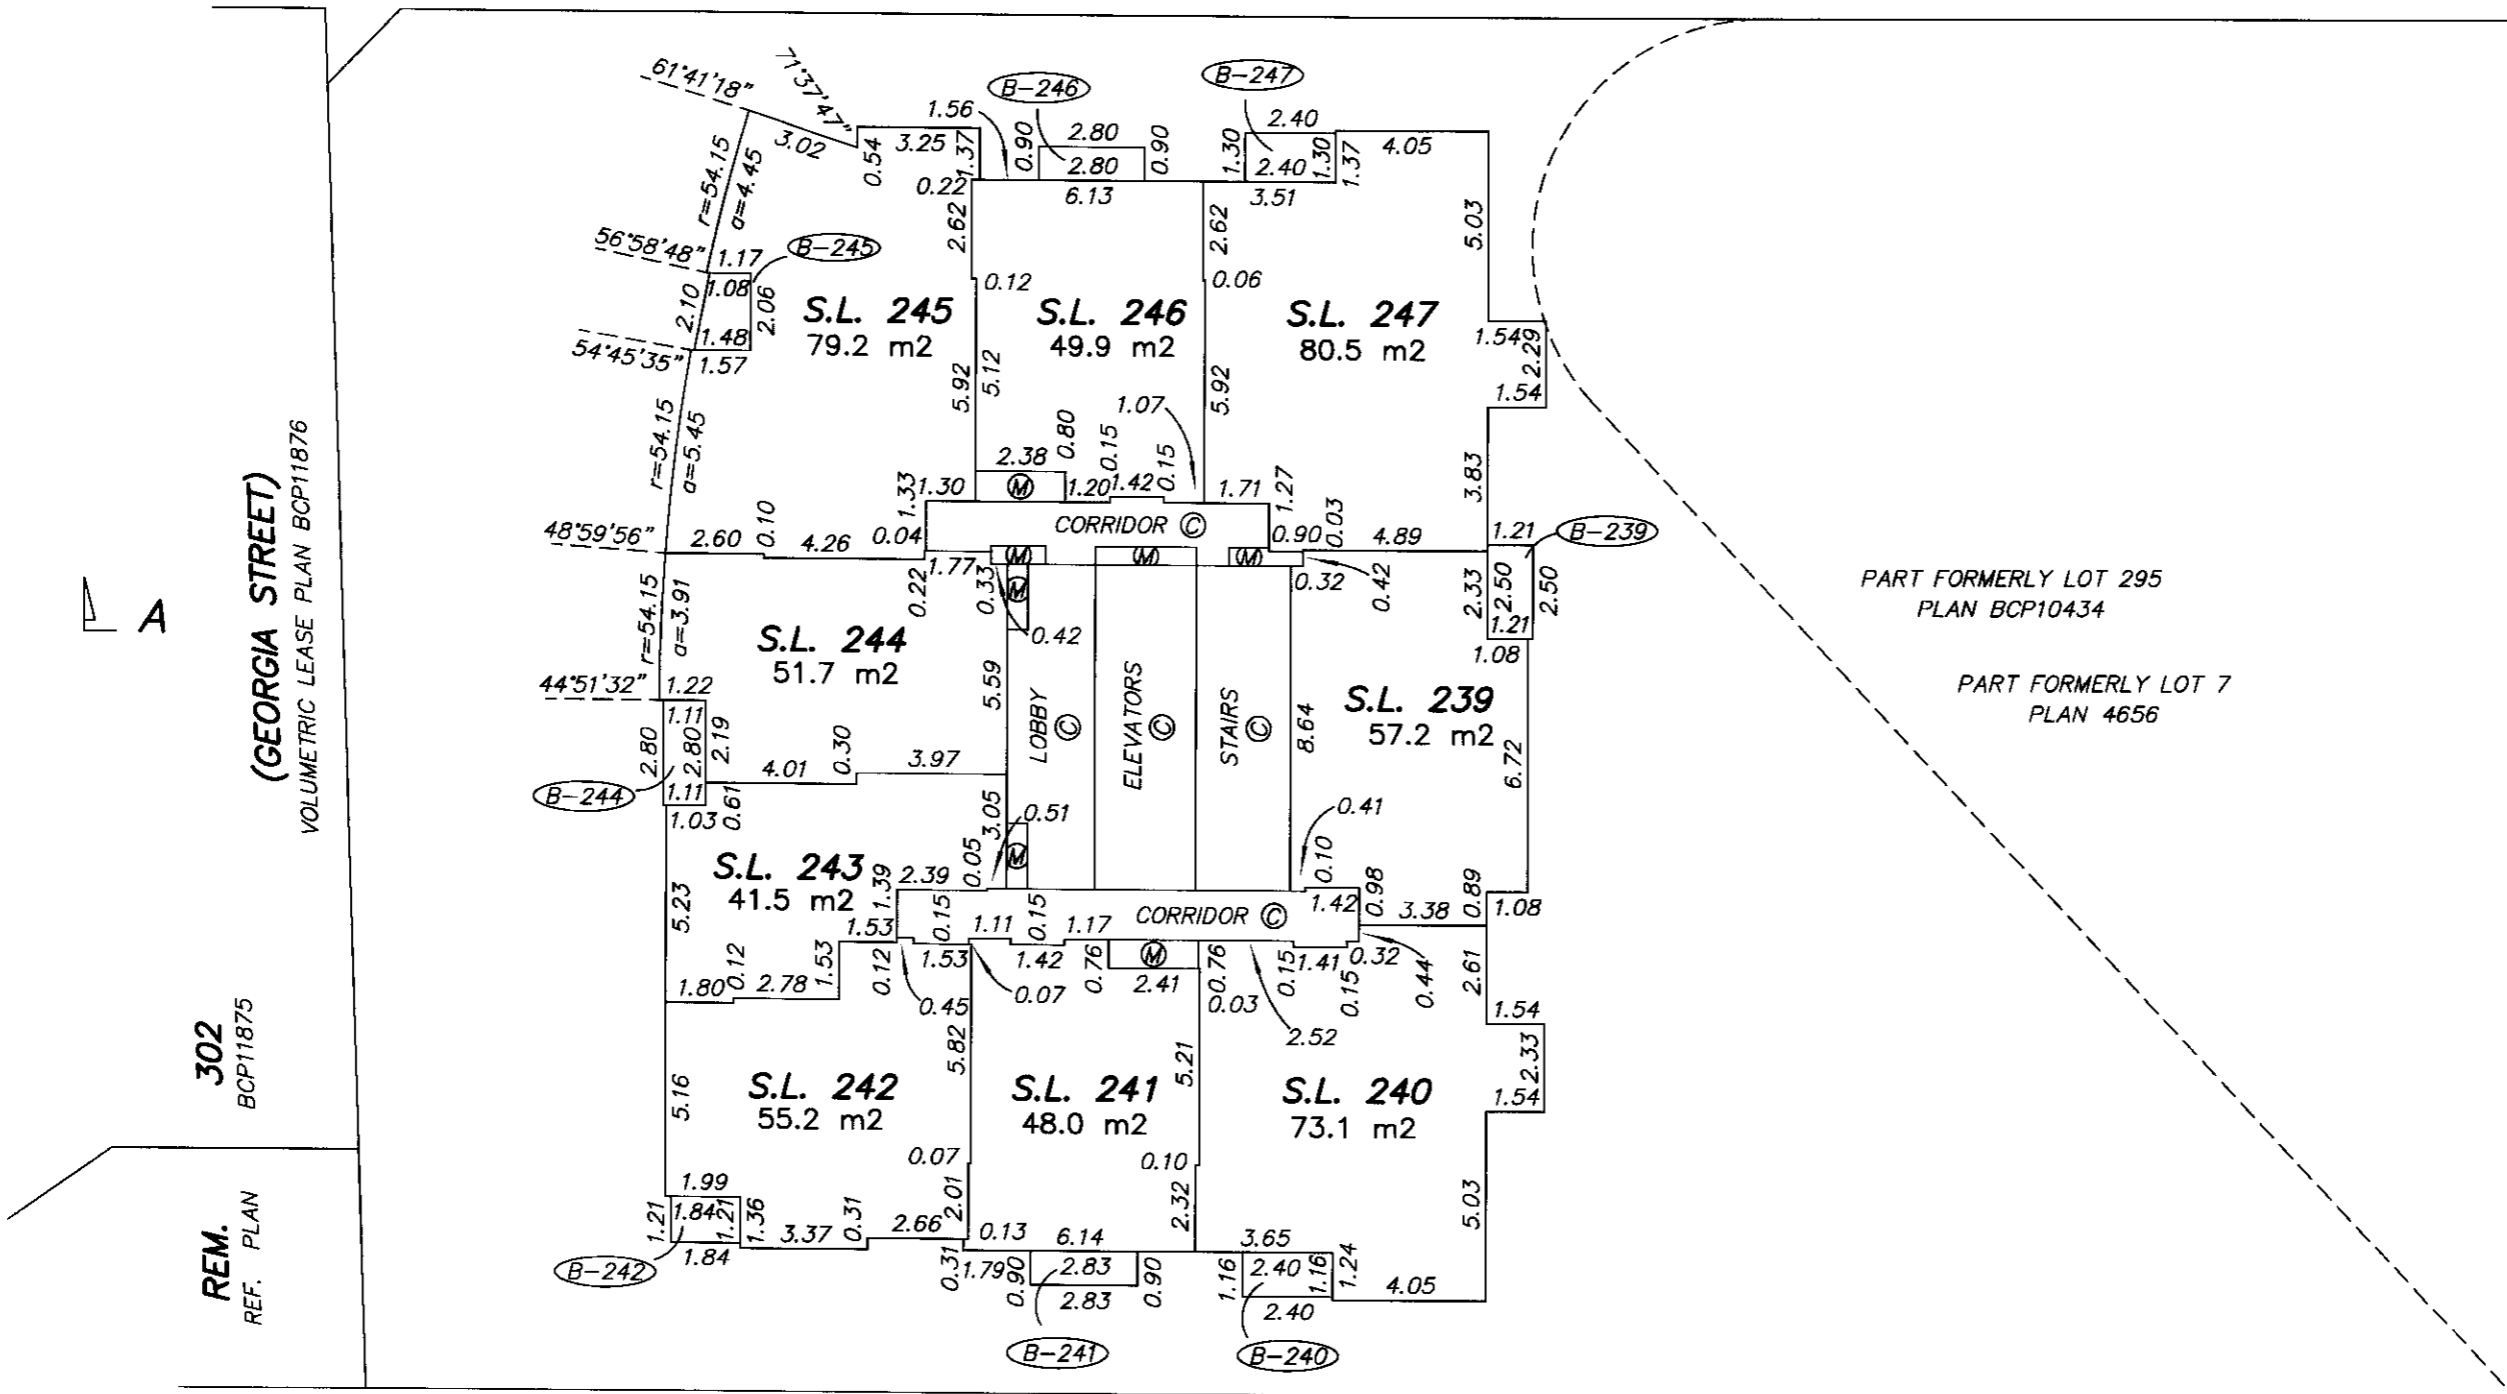 61°41'18"
71°37'47"
B-246
B-247
3.02
1.56
0.54
3.25
1.37
0.90
2.80
2.80
0.90
2.40
1.30
2.40
1.30
1.37
4.05
r=54.15
a=4.45
0.22
6.13
3.51
2.62
2.62
5.03
56°58'48"
1.17
B-245
0.12
0.06
1.08
2.10
2.06
1.48
S.L. 245
79.2 m2
S.L. 246
49.9 m2
S.L. 247
80.5 m2
54°45'35"
1.57
1.54
2.29
1.54
5.92
5.12
5.92
1.07
r=54.15
a=5.45
2.38
0.80
0.15
0.15
3.83
1.33
1.30
M
1.20
1.42
1.71
1.27
CORRIDOR C
48°59'56"
2.60
0.10
4.26
0.04
0.90
0.03
4.89
1.21
B-239
M
M
M
1.77
0.22
0.33
M
0.42
0.32
0.42
2.33
2.50
2.50
1.21
1.08
r=54.15
a=3.91
S.L. 244
51.7 m2
5.59
LOBBY C
ELEVATORS C
STAIRS C
8.64
S.L. 239
57.2 m2
6.72
44°51'32"
1.22
1.11
2.80
2.80
2.19
1.11
B-244
4.01
0.30
3.97
1.03
0.61
3.05
0.51
0.41
M
0.05
0.10
S.L. 243
41.5 m2
5.23
1.39
2.39
1.53
0.15
1.11
0.15
1.17
CORRIDOR C
1.42
0.98
3.38
0.89
1.08
1.80
0.12
2.78
1.53
0.12
1.53
0.45
0.07
1.42
0.76
M
2.41
0.76
0.03
0.15
1.41
0.15
0.32
0.44
2.52
2.61
1.54
2.33
1.54
5.16
S.L. 242
55.2 m2
5.82
S.L. 241
48.0 m2
5.21
S.L. 240
73.1 m2
0.07
0.10
2.01
2.32
5.03
1.99
1.21
1.84
1.21
1.36
1.84
B-242
3.37
0.31
2.66
0.31
0.13
6.14
1.79
0.90
2.83
2.83
0.90
B-241
3.65
1.16
2.40
1.16
1.24
2.40
B-240
4.05
A
(GEORGIA STREET)
VOLUMETRIC LEASE PLAN BCP11876
302
BCP11875
REM.
REF. PLAN
PART FORMERLY LOT 295
PLAN BCP10434
PART FORMERLY LOT 7
PLAN 4656